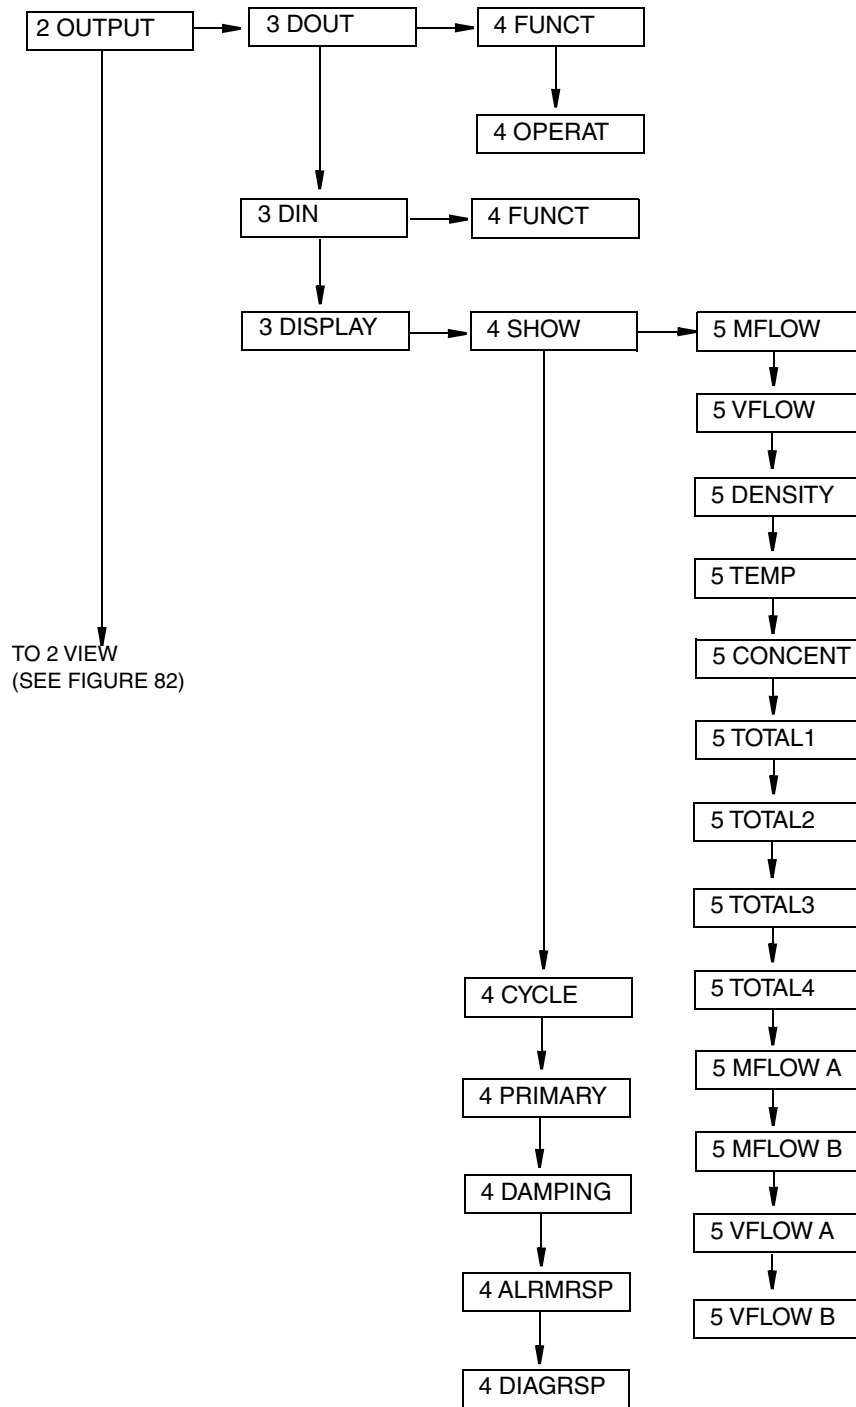 2 OUTPUT
3 DOUT
4 FUNCT
4 OPERAT
3 DIN
4 FUNCT
3 DISPLAY
4 SHOW
5 MFLOW
5 VFLOW
5 DENSITY
5 TEMP
TO 2 VIEW
(SEE FIGURE 82)
5 CONCENT
5 TOTAL1
5 TOTAL2
5 TOTAL3
5 TOTAL4
4 CYCLE
5 MFLOW A
4 PRIMARY
5 MFLOW B
4 DAMPING
5 VFLOW A
4 ALRMRSP
5 VFLOW B
4 DIAGRSP